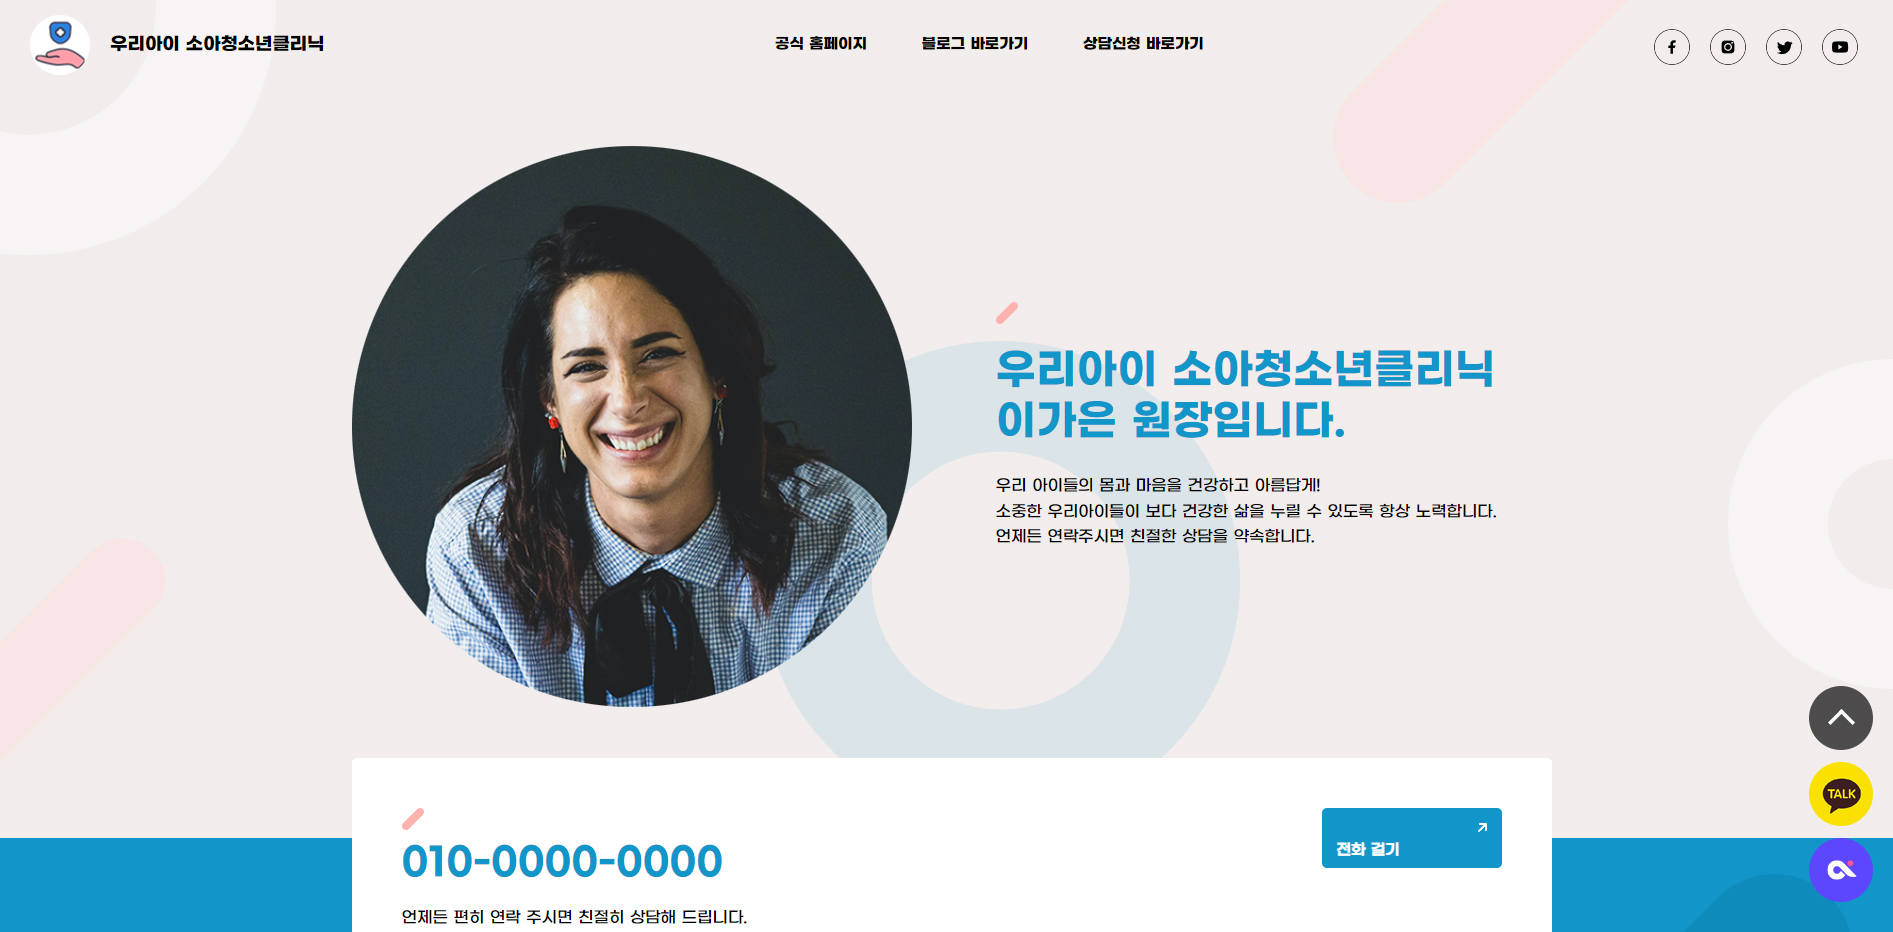 우리아이 소아청소년클리닉
공식 홈페이지
블로그 바로가기
상담신청 바로가기
우리아이 소아청소년클리닉
이가은 원장입니다.
우리 아이들의 몸과 마음을 건강하고 아름답게!
소중한 우리아이들이 보다 건강한 삶을 누릴 수 있도록 항상 노력합니다.
언제든 연락주시면 친절한 상담을 약속합니다.
TALK
010-0000-0000
전화 걸기
언제든 편히 연락 주시면 친절히 상담해 드립니다.